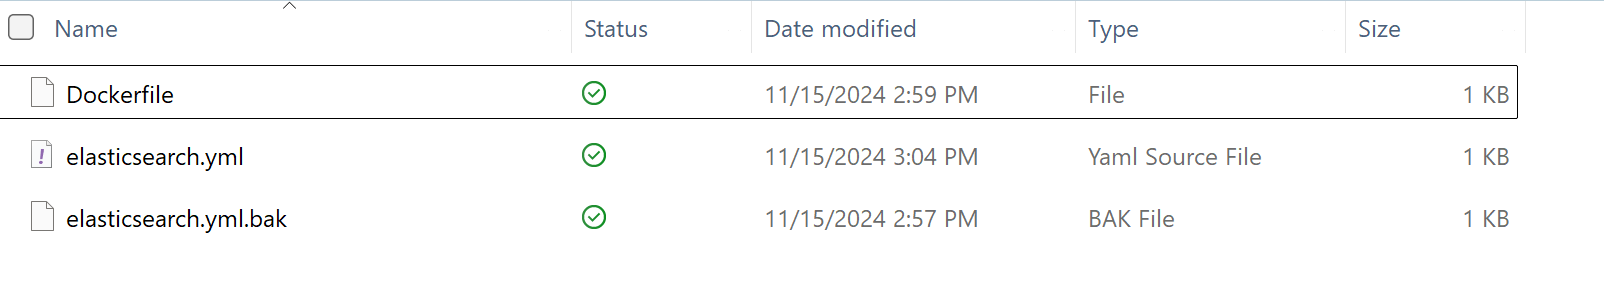 Name Status Date modified Type Size
Dockerfile 11/15/2024 2:59 PM File 1 KB
elasticsearch.yml 11/15/2024 3:04 PM Yaml Source File 1 KB
elasticsearch.yml.bak 11/15/2024 2:57 PM BAK File 1 KB